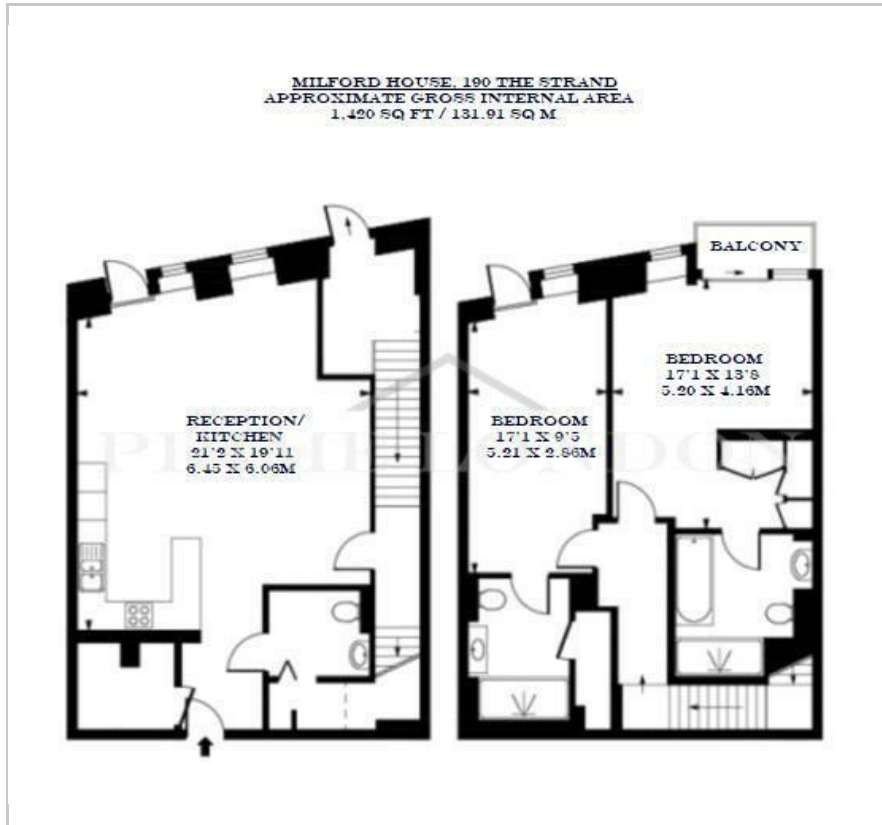 MILFORD HOUSE, 190 THE STRAND
APPROXIMATE GROSS INTERNAL AREA
1,420 SQ FT / 131.91 SQ M
BALCONY
BEDROOM
17'1 X 13'8
5.20 X 4.16M
BEDROOM
17'1 X 9'5
5.21 X 2.86M
RECEPTION/
KITCHEN
21'2 X 19'11
6.45 X 6.06M
LONDON